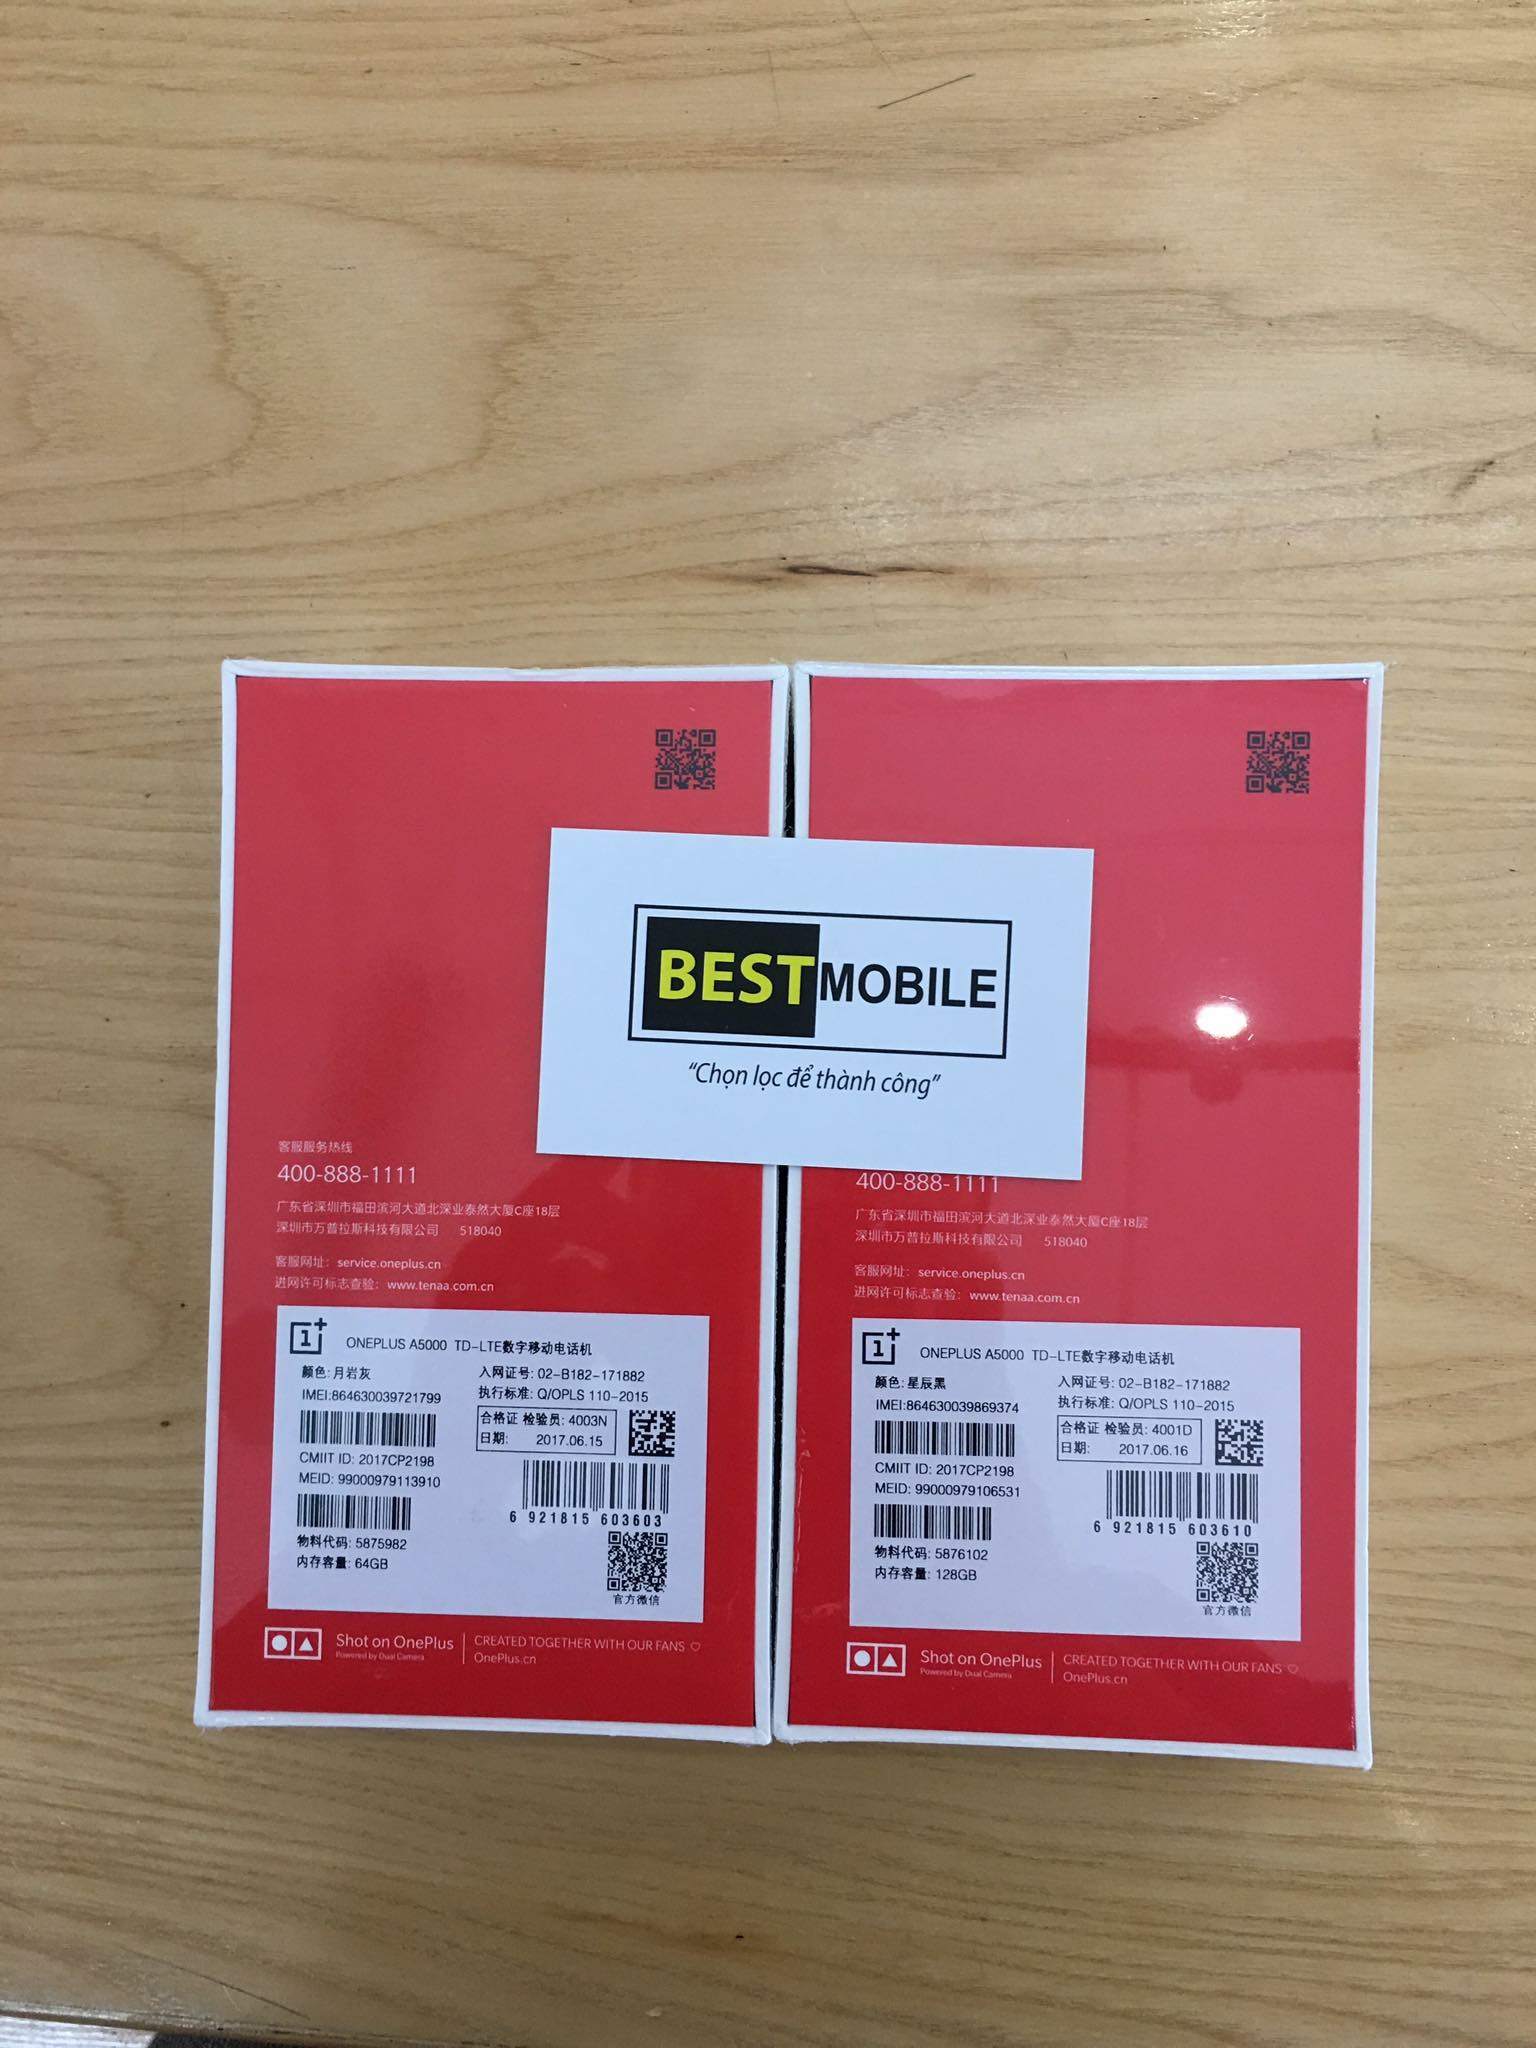 BESTMOBILE
“Chọn lọc để thành công”
客服服务热线
400-888-1111
广东省深圳市福田滨河大道北深业泰然大厦C座18层
深圳市万普拉斯科技有限公司 518040
客服网址: service.oneplus.cn
进网许可标志查验: www.tenaa.com.cn
1+ ONEPLUS A5000 TD-LTE数字移动电话机
颜色: 月岩灰
IMEI:864630039721799
CMIIT ID: 2017CP2198
MEID: 99000979113910
物料代码: 5875982
内存容量: 64GB
入网证号: 02-B182-171882
执行标准: Q/OPLS 110-2015
合格证 检验员: 4003N
日期: 2017.06.15
6 921815 603603
官方微信
Shot on OnePlus
Powered by Dual Camera
CREATED TOGETHER WITH OUR FANS ♡
OnePlus.cn
400-888-1111
广东省深圳市福田滨河大道北深业泰然大厦C座18层
深圳市万普拉斯科技有限公司 518040
客服网址: service.oneplus.cn
进网许可标志查验: www.tenaa.com.cn
1+ ONEPLUS A5000 TD-LTE数字移动电话机
颜色: 星辰黑
IMEI:864630039869374
CMIIT ID: 2017CP2198
MEID: 99000979106531
物料代码: 5876102
内存容量: 128GB
入网证号: 02-B182-171882
执行标准: Q/OPLS 110-2015
合格证 检验员: 4001D
日期: 2017.06.16
6 921815 603610
官方微信
Shot on OnePlus
Powered by Dual Camera
CREATED TOGETHER WITH OUR FANS ♡
OnePlus.cn